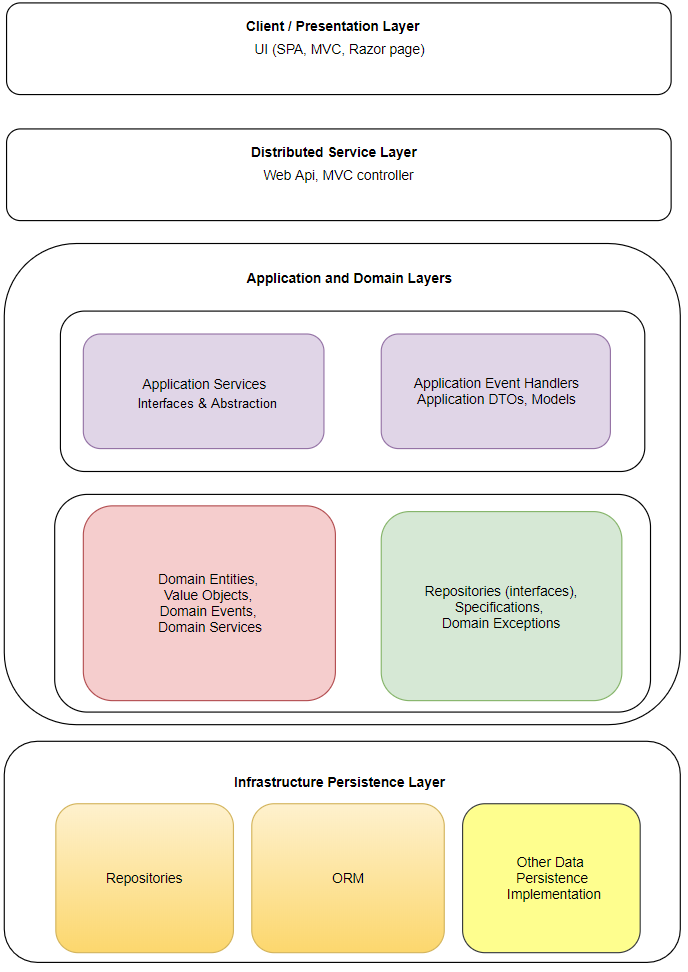 Client / Presentation Layer
UI (SPA, MVC, Razor page)
Distributed Service Layer
Web Api, MVC controller
Application and Domain Layers
Application Services
Interfaces & Abstraction
Application Event Handlers
Application DTOs, Models
Domain Entities,
Value Objects,
Domain Events,
Domain Services
Repositories (interfaces),
Specifications,
Domain Exceptions
Infrastructure Persistence Layer
Repositories
ORM
Other Data
Persistence
Implementation